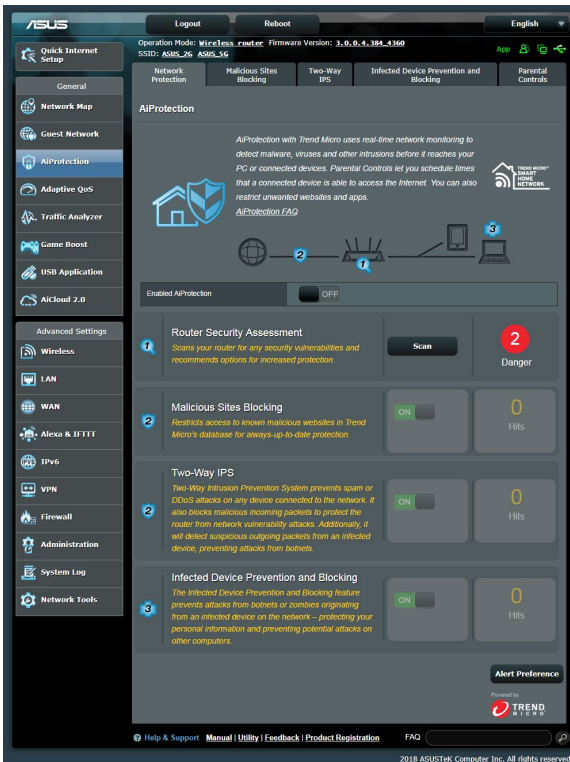 ASUS
Logout
Reboot
English
Quick Internet
Setup
Operation Mode: Wireless router Firmware Version: 3.0.0.4.384_4360
SSID: ASUS_2G ASUS_5G
App
General
Network Map
Guest Network
AiProtection
Adaptive QoS
Traffic Analyzer
Game Boost
USB Application
AiCloud 2.0
Advanced Settings
Wireless
LAN
WAN
Alexa & IFTTT
IPv6
VPN
Firewall
Administration
System Log
Network Tools
Network
Protection
Malicious Sites
Blocking
Two-Way
IPS
Infected Device Prevention and
Blocking
Parental
Controls
AiProtection
AiProtection with Trend Micro uses real-time network monitoring to
detect malware, viruses and other intrusions before it reaches your
PC or connected devices. Parental Controls let you schedule times
that a connected device is able to access the Internet. You can also
restrict unwanted websites and apps.
AiProtection FAQ
TREND MICRO™
SMART
HOME
NETWORK
2
1
3
Enabled AiProtection
OFF
1
Router Security Assessment
Scans your router for any security vulnerabilities and
recommends options for increased protection.
Scan
2
Danger
2
Malicious Sites Blocking
Restricts access to known malicious websites in Trend
Micro's database for always-up-to-date protection.
ON
0
Hits
2
Two-Way IPS
Two-Way Intrusion Prevention System prevents spam or
DDoS attacks on any device connected to the network. It
also blocks malicious incoming packets to protect the
router from network vulnerability attacks. Additionally, it
will detect suspicious outgoing packets from an infected
device, preventing attacks from botnets.
ON
0
Hits
3
Infected Device Prevention and Blocking
The Infected Device Prevention and Blocking feature
prevents attacks from botnets or zombies originating
from an infected device on the network – protecting your
personal information and preventing potential attacks on
other computers.
ON
0
Hits
Alert Preference
Powered by
TREND
MICRO
Help & Support Manual | Utility | Feedback | Product Registration FAQ
2018 ASUSTeK Computer Inc. All rights reserved